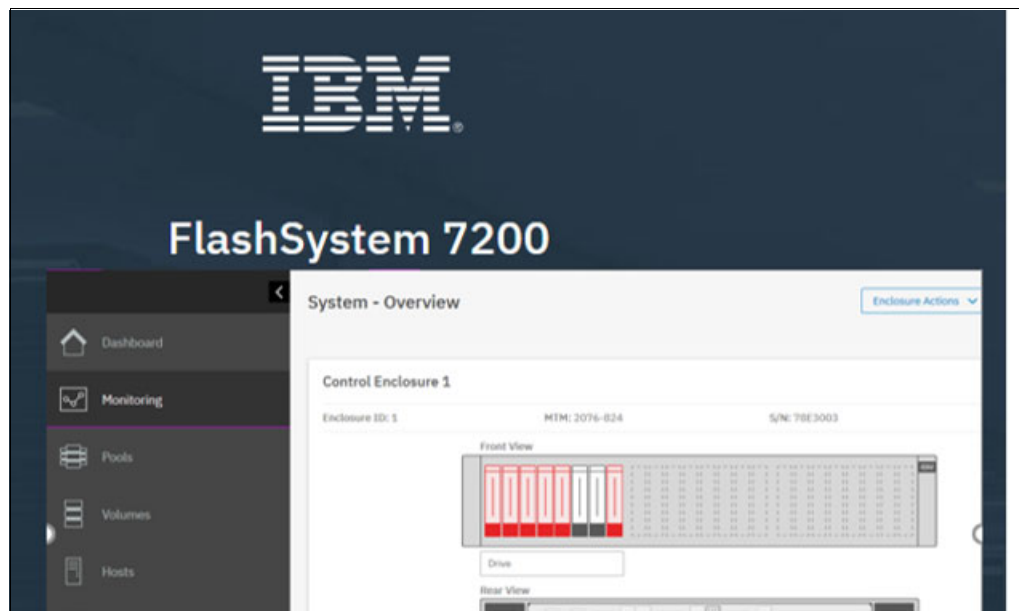 IBM®
FlashSystem 7200
System - Overview
Enclosure Actions
Dashboard
Control Enclosure 1
Monitoring
Enclosure ID: 1 MTM: 2076-824 S/N: 78E3003
Front View
Pools
Volumes
Drive
Hosts
Rear View